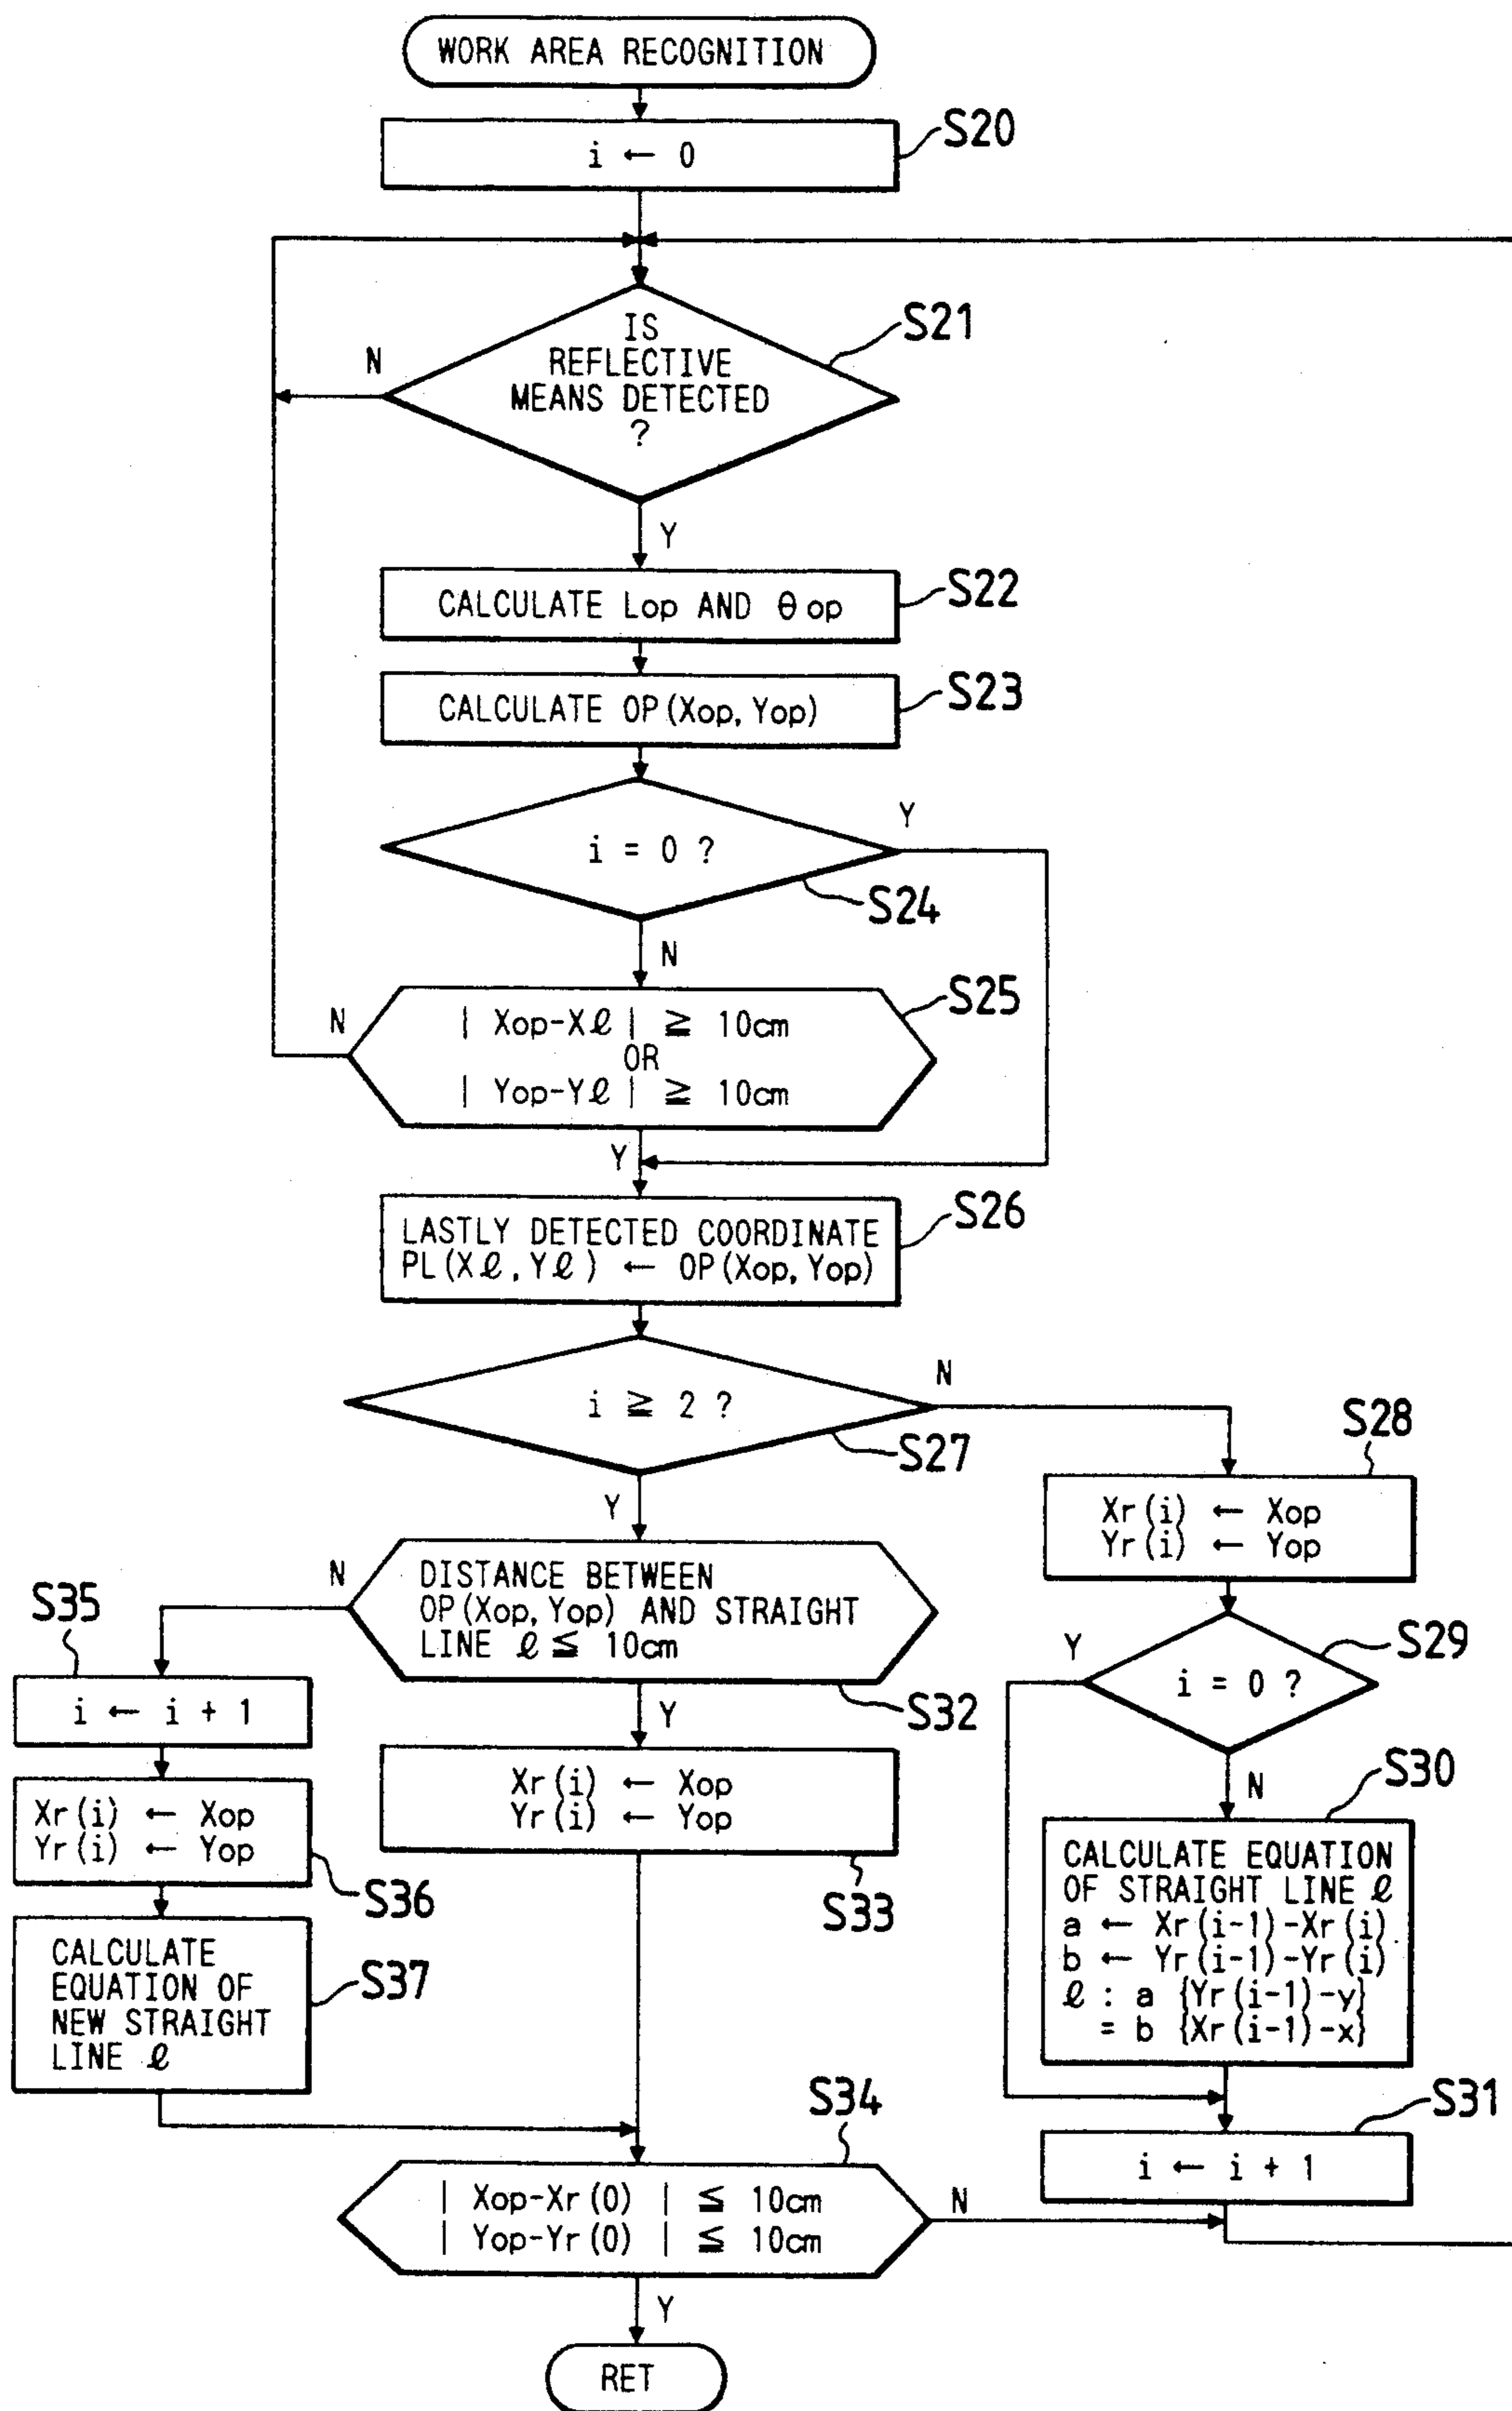 WORK AREA RECOGNITION
i ← 0
S20
IS
REFLECTIVE
MEANS DETECTED
?
S21
N
Y
CALCULATE Lop AND θop
S22
CALCULATE OP(Xop, Yop)
S23
i = 0 ?
S24
Y
N
| Xop-Xℓ | ≧ 10cm
OR
| Yop-Yℓ | ≧ 10cm
S25
N
Y
LASTLY DETECTED COORDINATE
PL(Xℓ, Yℓ) ← OP(Xop, Yop)
S26
i ≧ 2 ?
S27
N
Y
S28
Xr(i) ← Xop
Yr(i) ← Yop
i = 0 ?
S29
Y
N
S30
CALCULATE EQUATION
OF STRAIGHT LINE ℓ
a ← Xr(i-1)-Xr(i)
b ← Yr(i-1)-Yr(i)
ℓ : a {Yr(i-1)-y}
= b {Xr(i-1)-x}
S31
i ← i + 1
DISTANCE BETWEEN
OP(Xop, Yop) AND STRAIGHT
LINE ℓ ≦ 10cm
S32
N
Y
Xr(i) ← Xop
Yr(i) ← Yop
S33
S35
i ← i + 1
Xr(i) ← Xop
Yr(i) ← Yop
S36
CALCULATE
EQUATION OF
NEW STRAIGHT
LINE ℓ
S37
S34
| Xop-Xr(0) | ≦ 10cm
| Yop-Yr(0) | ≦ 10cm
N
Y
RET